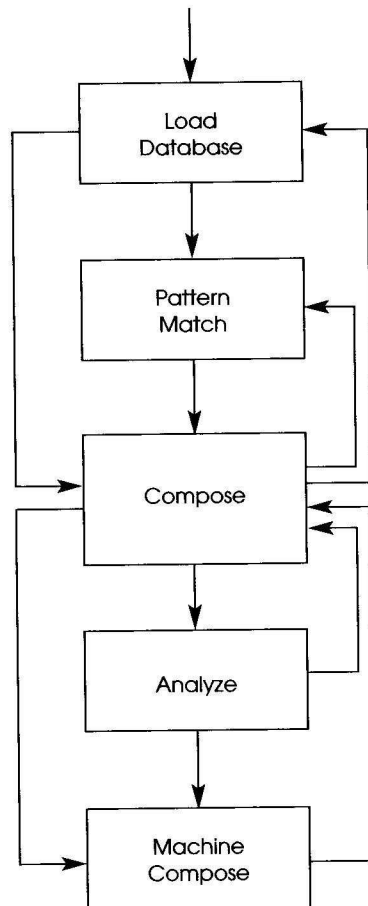 Load
Database
Pattern
Match
Compose
Analyze
Machine
Compose